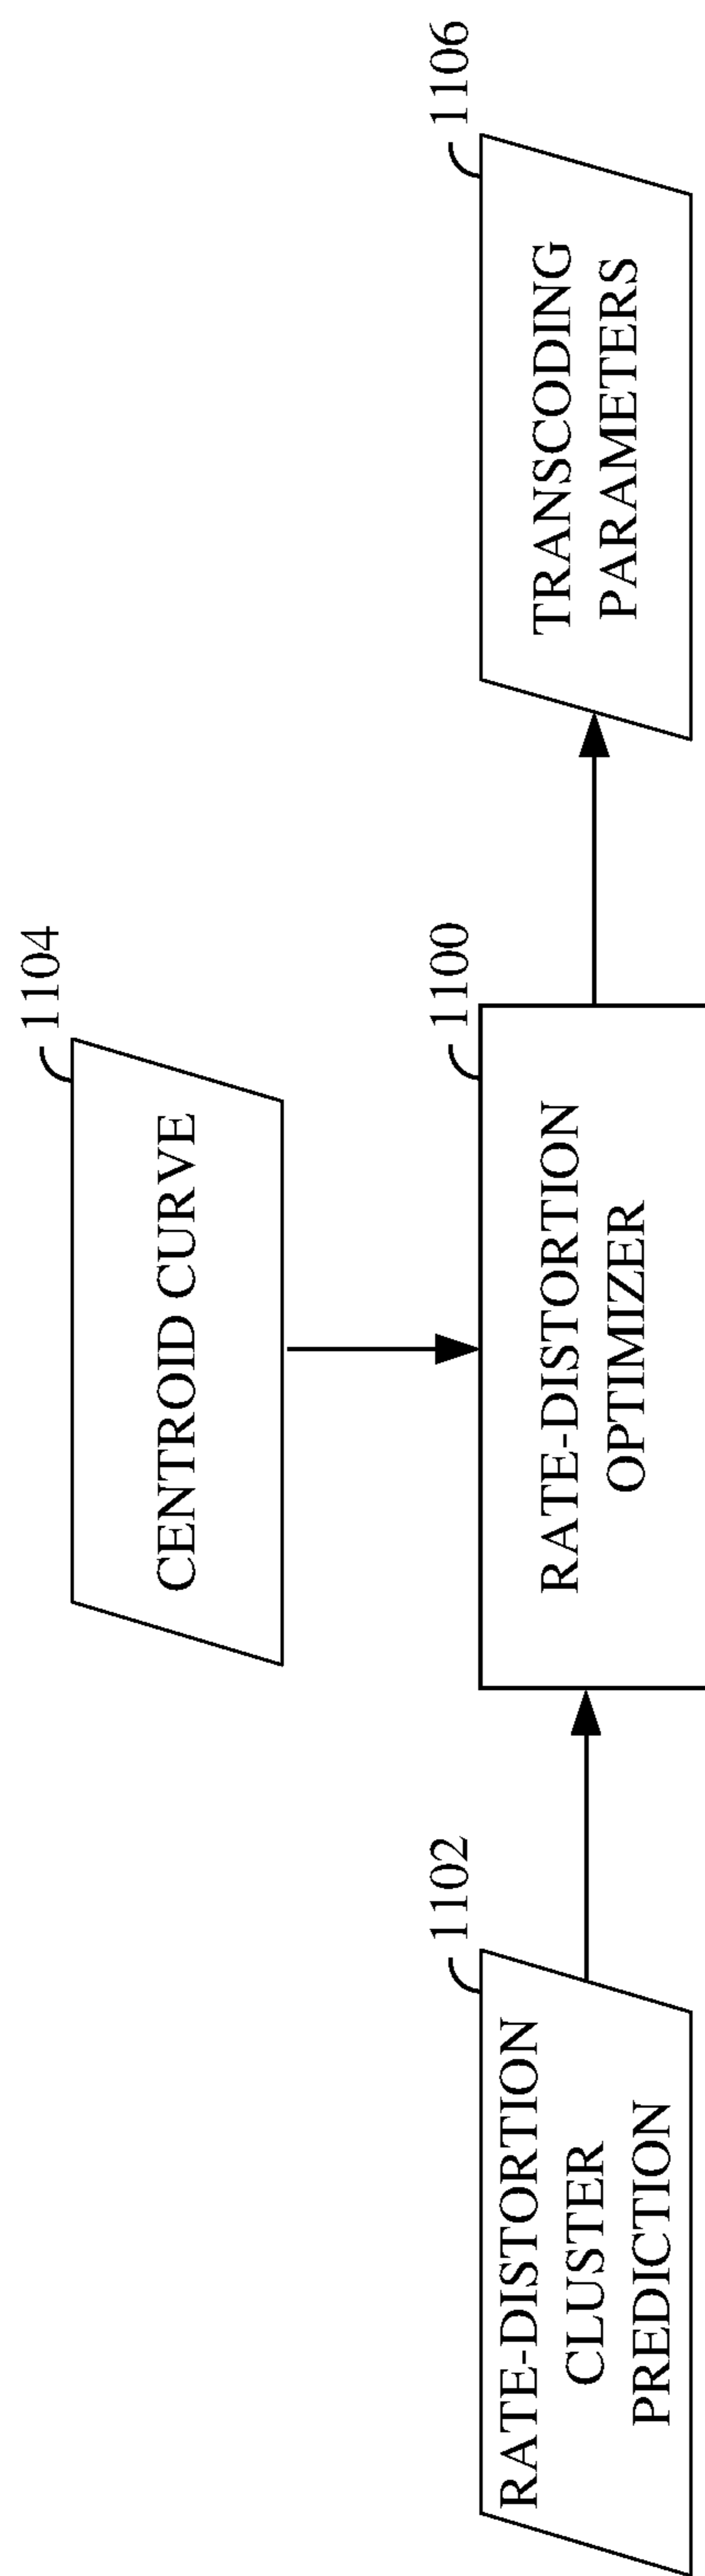 1104
CENTROID CURVE
1102
RATE-DISTORTION
CLUSTER
PREDICTION
1100
RATE-DISTORTION
OPTIMIZER
1106
TRANSCODING
PARAMETERS